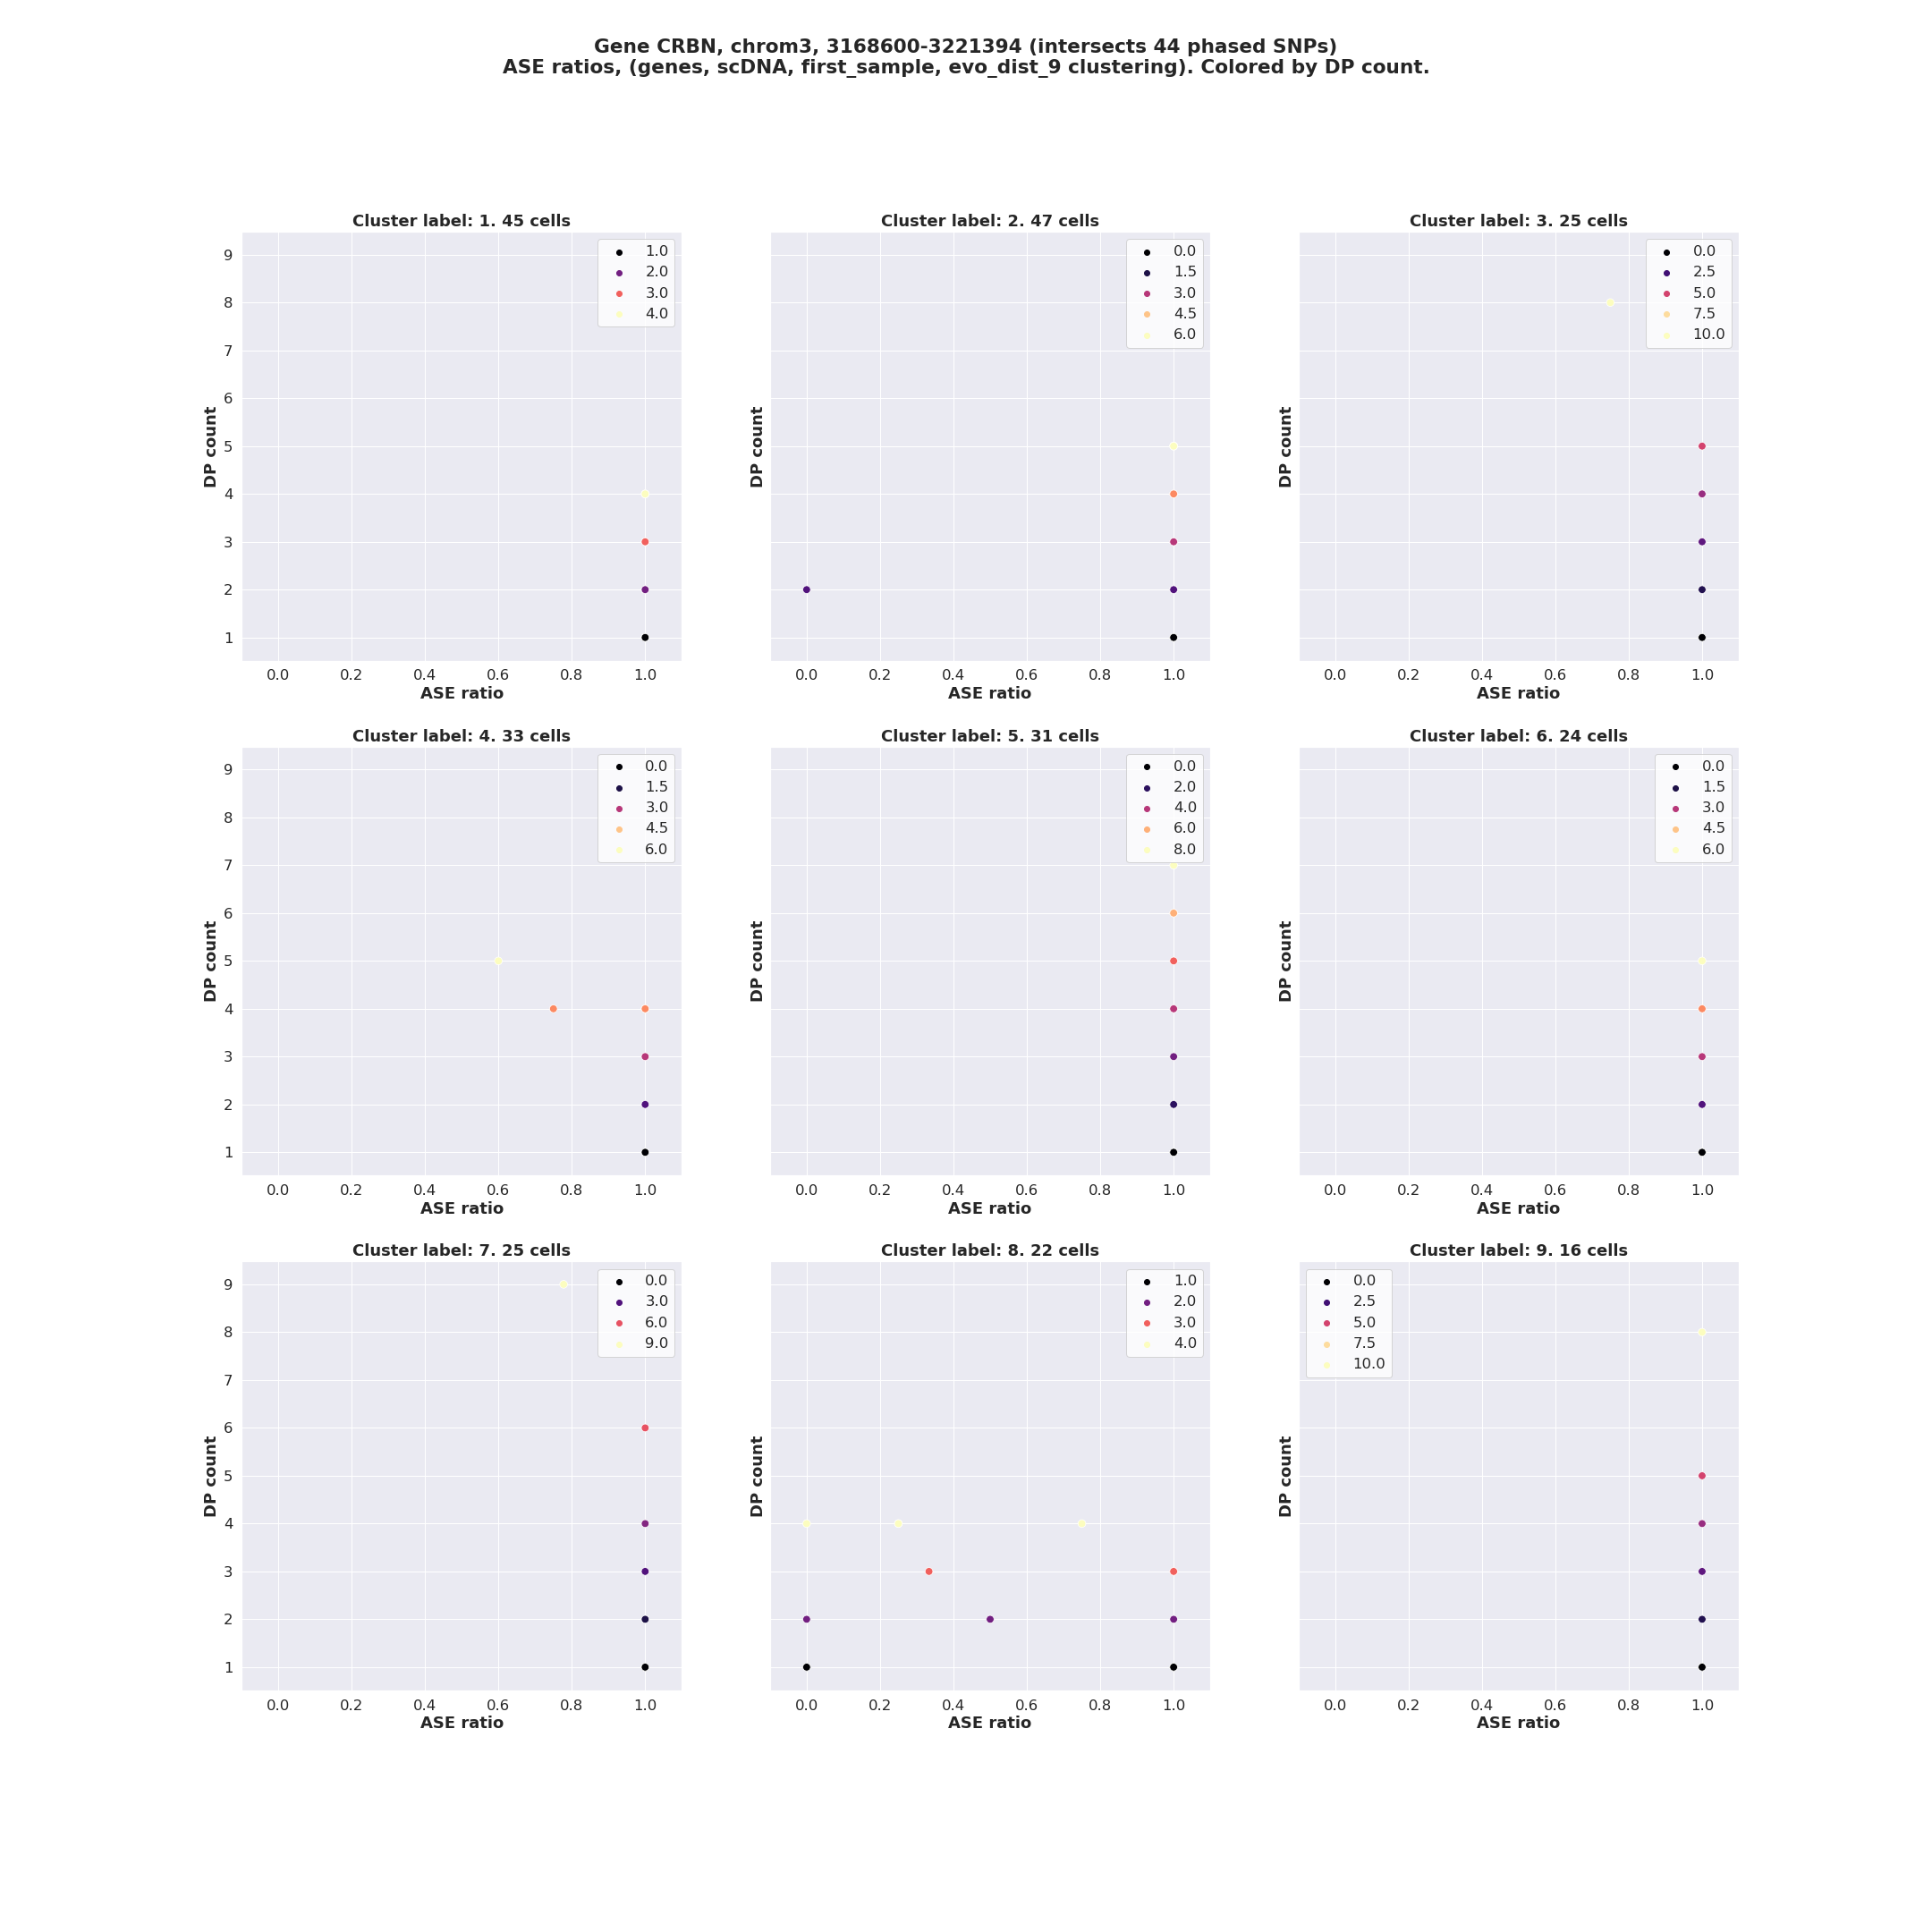 Gene CRBN, chrom3, 3168600-3221394 (intersects 44 phased SNPs)
ASE ratios, (genes, scDNA, first_sample, evo_dist_9 clustering). Colored by DP count.
Cluster label: 1. 45 cells
9
8
7
6
5
4
3
2
1
DP count
1.0
2.0
3.0
4.0
0.0 0.2 0.4 0.6 0.8 1.0
ASE ratio
Cluster label: 2. 47 cells
DP count
0.0
1.5
3.0
4.5
6.0
0.0 0.2 0.4 0.6 0.8 1.0
ASE ratio
Cluster label: 3. 25 cells
DP count
0.0
2.5
5.0
7.5
10.0
0.0 0.2 0.4 0.6 0.8 1.0
ASE ratio
Cluster label: 4. 33 cells
9
8
7
6
5
4
3
2
1
DP count
0.0
1.5
3.0
4.5
6.0
0.0 0.2 0.4 0.6 0.8 1.0
ASE ratio
Cluster label: 5. 31 cells
DP count
0.0
2.0
4.0
6.0
8.0
0.0 0.2 0.4 0.6 0.8 1.0
ASE ratio
Cluster label: 6. 24 cells
DP count
0.0
1.5
3.0
4.5
6.0
0.0 0.2 0.4 0.6 0.8 1.0
ASE ratio
Cluster label: 7. 25 cells
9
8
7
6
5
4
3
2
1
DP count
0.0
3.0
6.0
9.0
0.0 0.2 0.4 0.6 0.8 1.0
ASE ratio
Cluster label: 8. 22 cells
DP count
1.0
2.0
3.0
4.0
0.0 0.2 0.4 0.6 0.8 1.0
ASE ratio
Cluster label: 9. 16 cells
DP count
0.0
2.5
5.0
7.5
10.0
0.0 0.2 0.4 0.6 0.8 1.0
ASE ratio